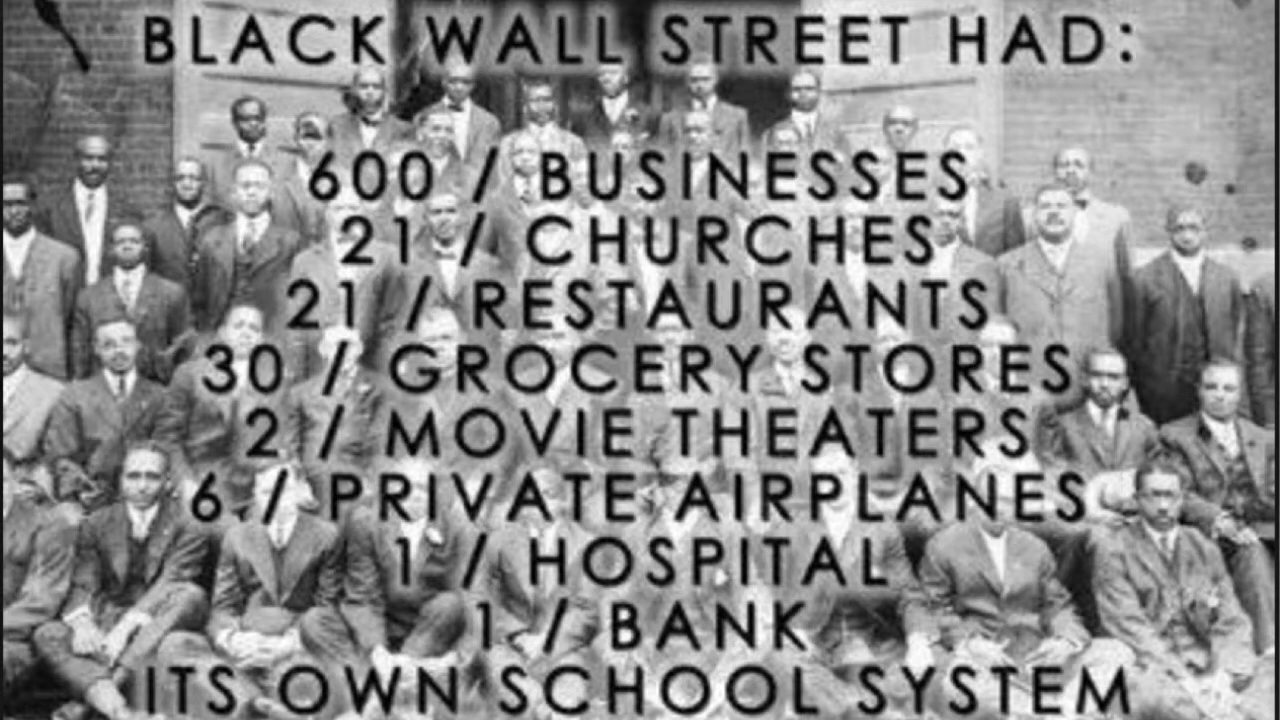 BLACK WALL STREET HAD:
600 / BUSINESSES
21 / CHURCHES
21 / RESTAURANTS
30 / GROCERY STORES
2 / MOVIE THEATERS
6 / PRIVATE AIRPLANES
1 / HOSPITAL
1 / BANK
ITS OWN SCHOOL SYSTEM